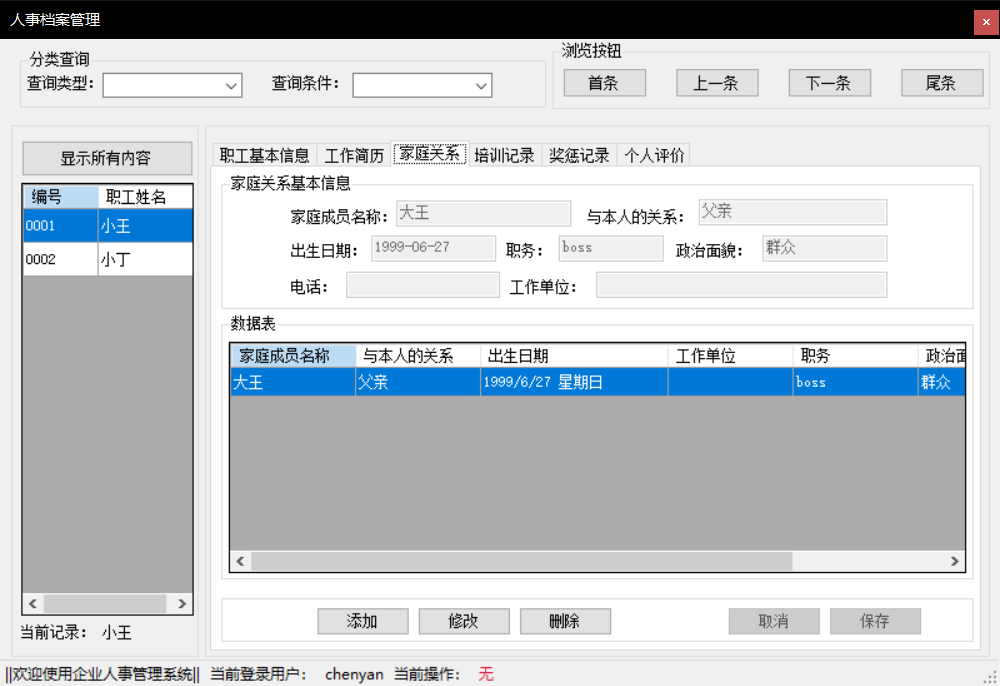 人事档案管理
分类查询
查询类型：
查询条件：
浏览按钮
首条
上一条
下一条
尾条
显示所有内容
编号 职工姓名
0001 小王
0002 小丁
当前记录： 小王
职工基本信息 工作简历 家庭关系 培训记录 奖惩记录 个人评价
家庭关系基本信息
家庭成员名称： 大王 与本人的关系： 父亲
出生日期： 1999-06-27 职务： boss 政治面貌： 群众
电话： 工作单位：
数据表
家庭成员名称 与本人的关系 出生日期 工作单位 职务 政治面
大王 父亲 1999/6/27 星期日 boss 群众
添加 修改 删除 取消 保存
||欢迎使用企业人事管理系统|| 当前登录用户： chenyan 当前操作： 无